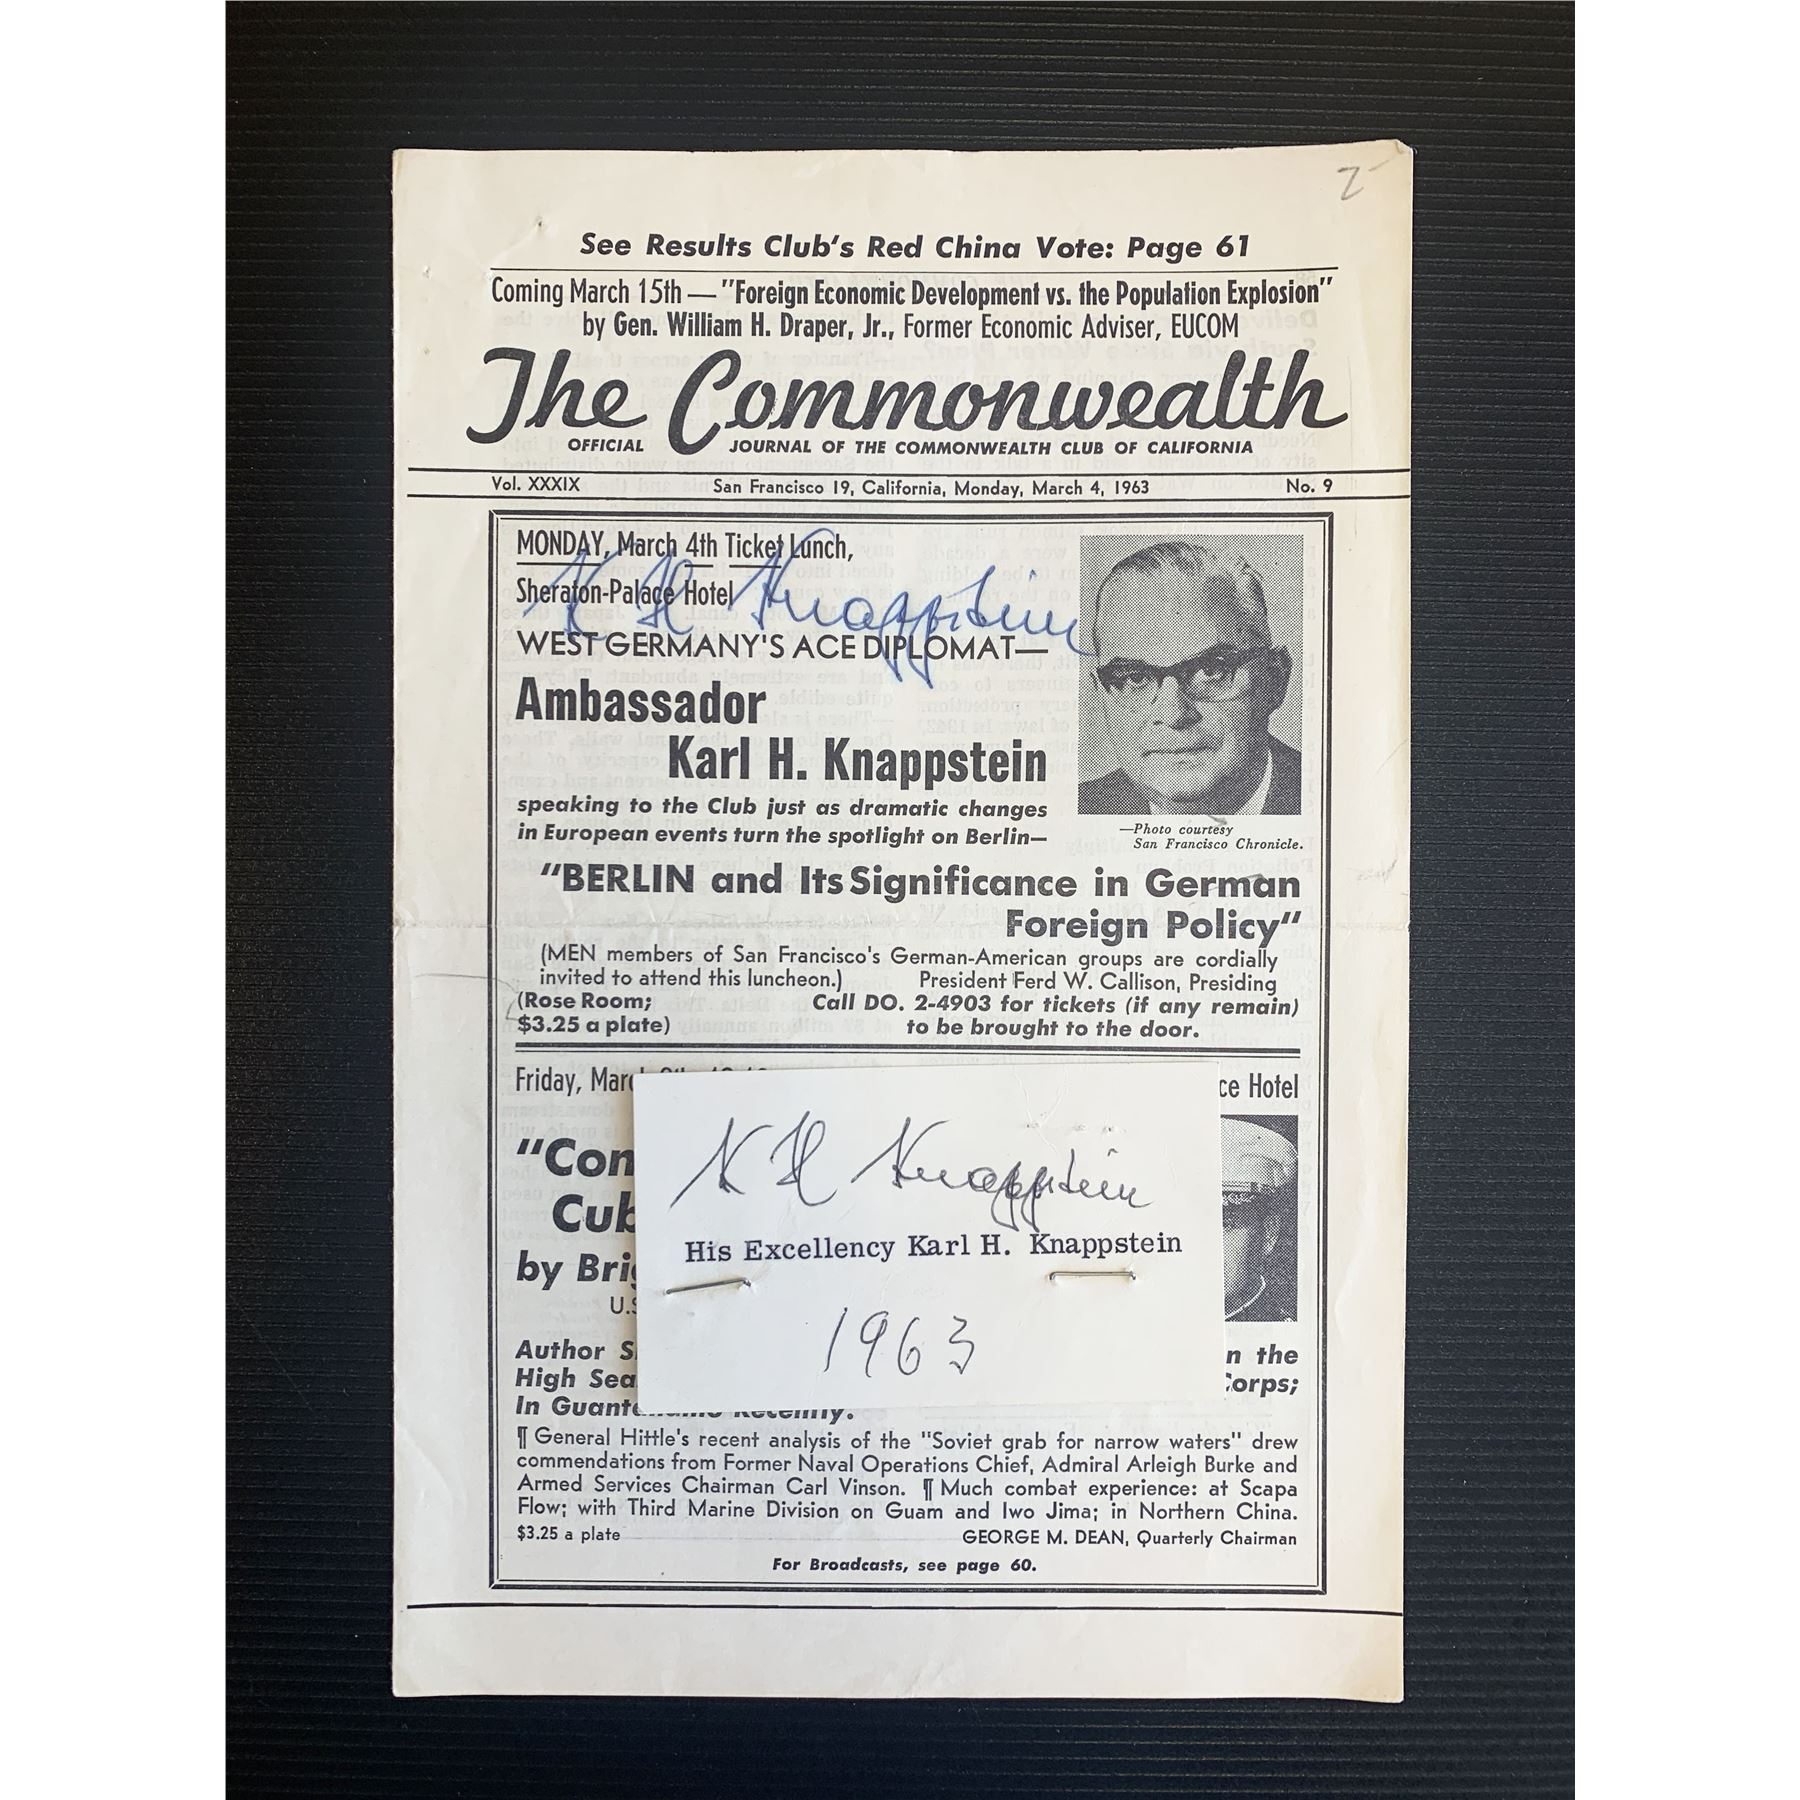 Z
See Results Club's Red China Vote: Page 61
Coming March 15th — "Foreign Economic Development vs. the Population Explosion"
by Gen. William H. Draper, Jr., Former Economic Adviser, EUCOM
The Commonwealth
OFFICIAL JOURNAL OF THE COMMONWEALTH CLUB OF CALIFORNIA
Vol. XXXIX San Francisco 19, California, Monday, March 4, 1963 No. 9
MONDAY, March 4th Ticket Lunch,
Sheraton-Palace Hotel
K H Knappstein
WEST GERMANY'S ACE DIPLOMAT—
Ambassador
Karl H. Knappstein
speaking to the Club just as dramatic changes
in European events turn the spotlight on Berlin—
—Photo courtesy
San Francisco Chronicle.
"BERLIN and Its Significance in German
Foreign Policy"
(MEN members of San Francisco's German-American groups are cordially
invited to attend this luncheon.) President Ferd W. Callison, Presiding
(Rose Room; Call DO. 2-4903 for tickets (if any remain)
$3.25 a plate) to be brought to the door.
Friday, Mar ce Hotel
"Con
Cub
by Brig
U.S
K H Knappstein
His Excellency Karl H. Knappstein
1963
Author S n the
High Sea Corps;
In Guant Recently.
¶ General Hittle's recent analysis of the "Soviet grab for narrow waters" drew
commendations from Former Naval Operations Chief, Admiral Arleigh Burke and
Armed Services Chairman Carl Vinson. ¶ Much combat experience: at Scapa
Flow; with Third Marine Division on Guam and Iwo Jima; in Northern China.
$3.25 a plate GEORGE M. DEAN, Quarterly Chairman
For Broadcasts, see page 60.